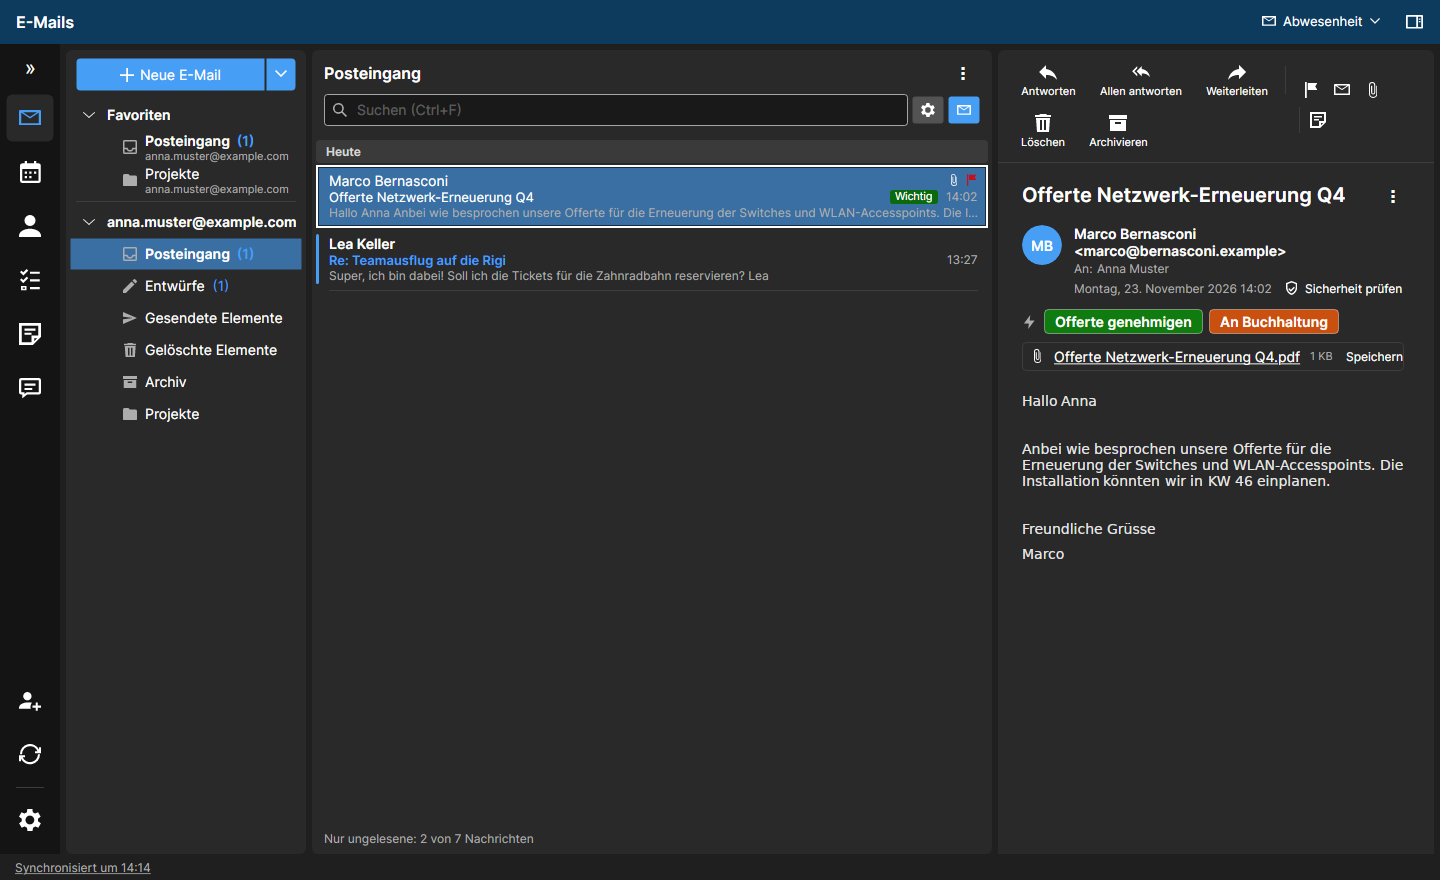 E-Mails
Abwesenheit
Neue E-Mail
Favoriten
Posteingang (1)
anna.muster@example.com
Projekte
anna.muster@example.com
anna.muster@example.com
Posteingang (1)
Entwürfe (1)
Gesendete Elemente
Gelöschte Elemente
Archiv
Projekte
Synchronisiert um 14:14
Posteingang
Suchen (Ctrl+F)
Heute
Marco Bernasconi
Offerte Netzwerk-Erneuerung Q4 Wichtig 14:02
Hallo Anna Anbei wie besprochen unsere Offerte für die Erneuerung der Switches und WLAN-Accesspoints. Die I...
Lea Keller
Re: Teamausflug auf die Rigi 13:27
Super, ich bin dabei! Soll ich die Tickets für die Zahnradbahn reservieren? Lea
Nur ungelesene: 2 von 7 Nachrichten
Antworten Allen antworten Weiterleiten
Löschen Archivieren
Offerte Netzwerk-Erneuerung Q4
MB
Marco Bernasconi
<marco@bernasconi.example>
An: Anna Muster
Montag, 23. November 2026 14:02 Sicherheit prüfen
Offerte genehmigen An Buchhaltung
Offerte Netzwerk-Erneuerung Q4.pdf 1 KB Speichern
Hallo Anna
Anbei wie besprochen unsere Offerte für die
Erneuerung der Switches und WLAN-Accesspoints. Die
Installation könnten wir in KW 46 einplanen.
Freundliche Grüsse
Marco